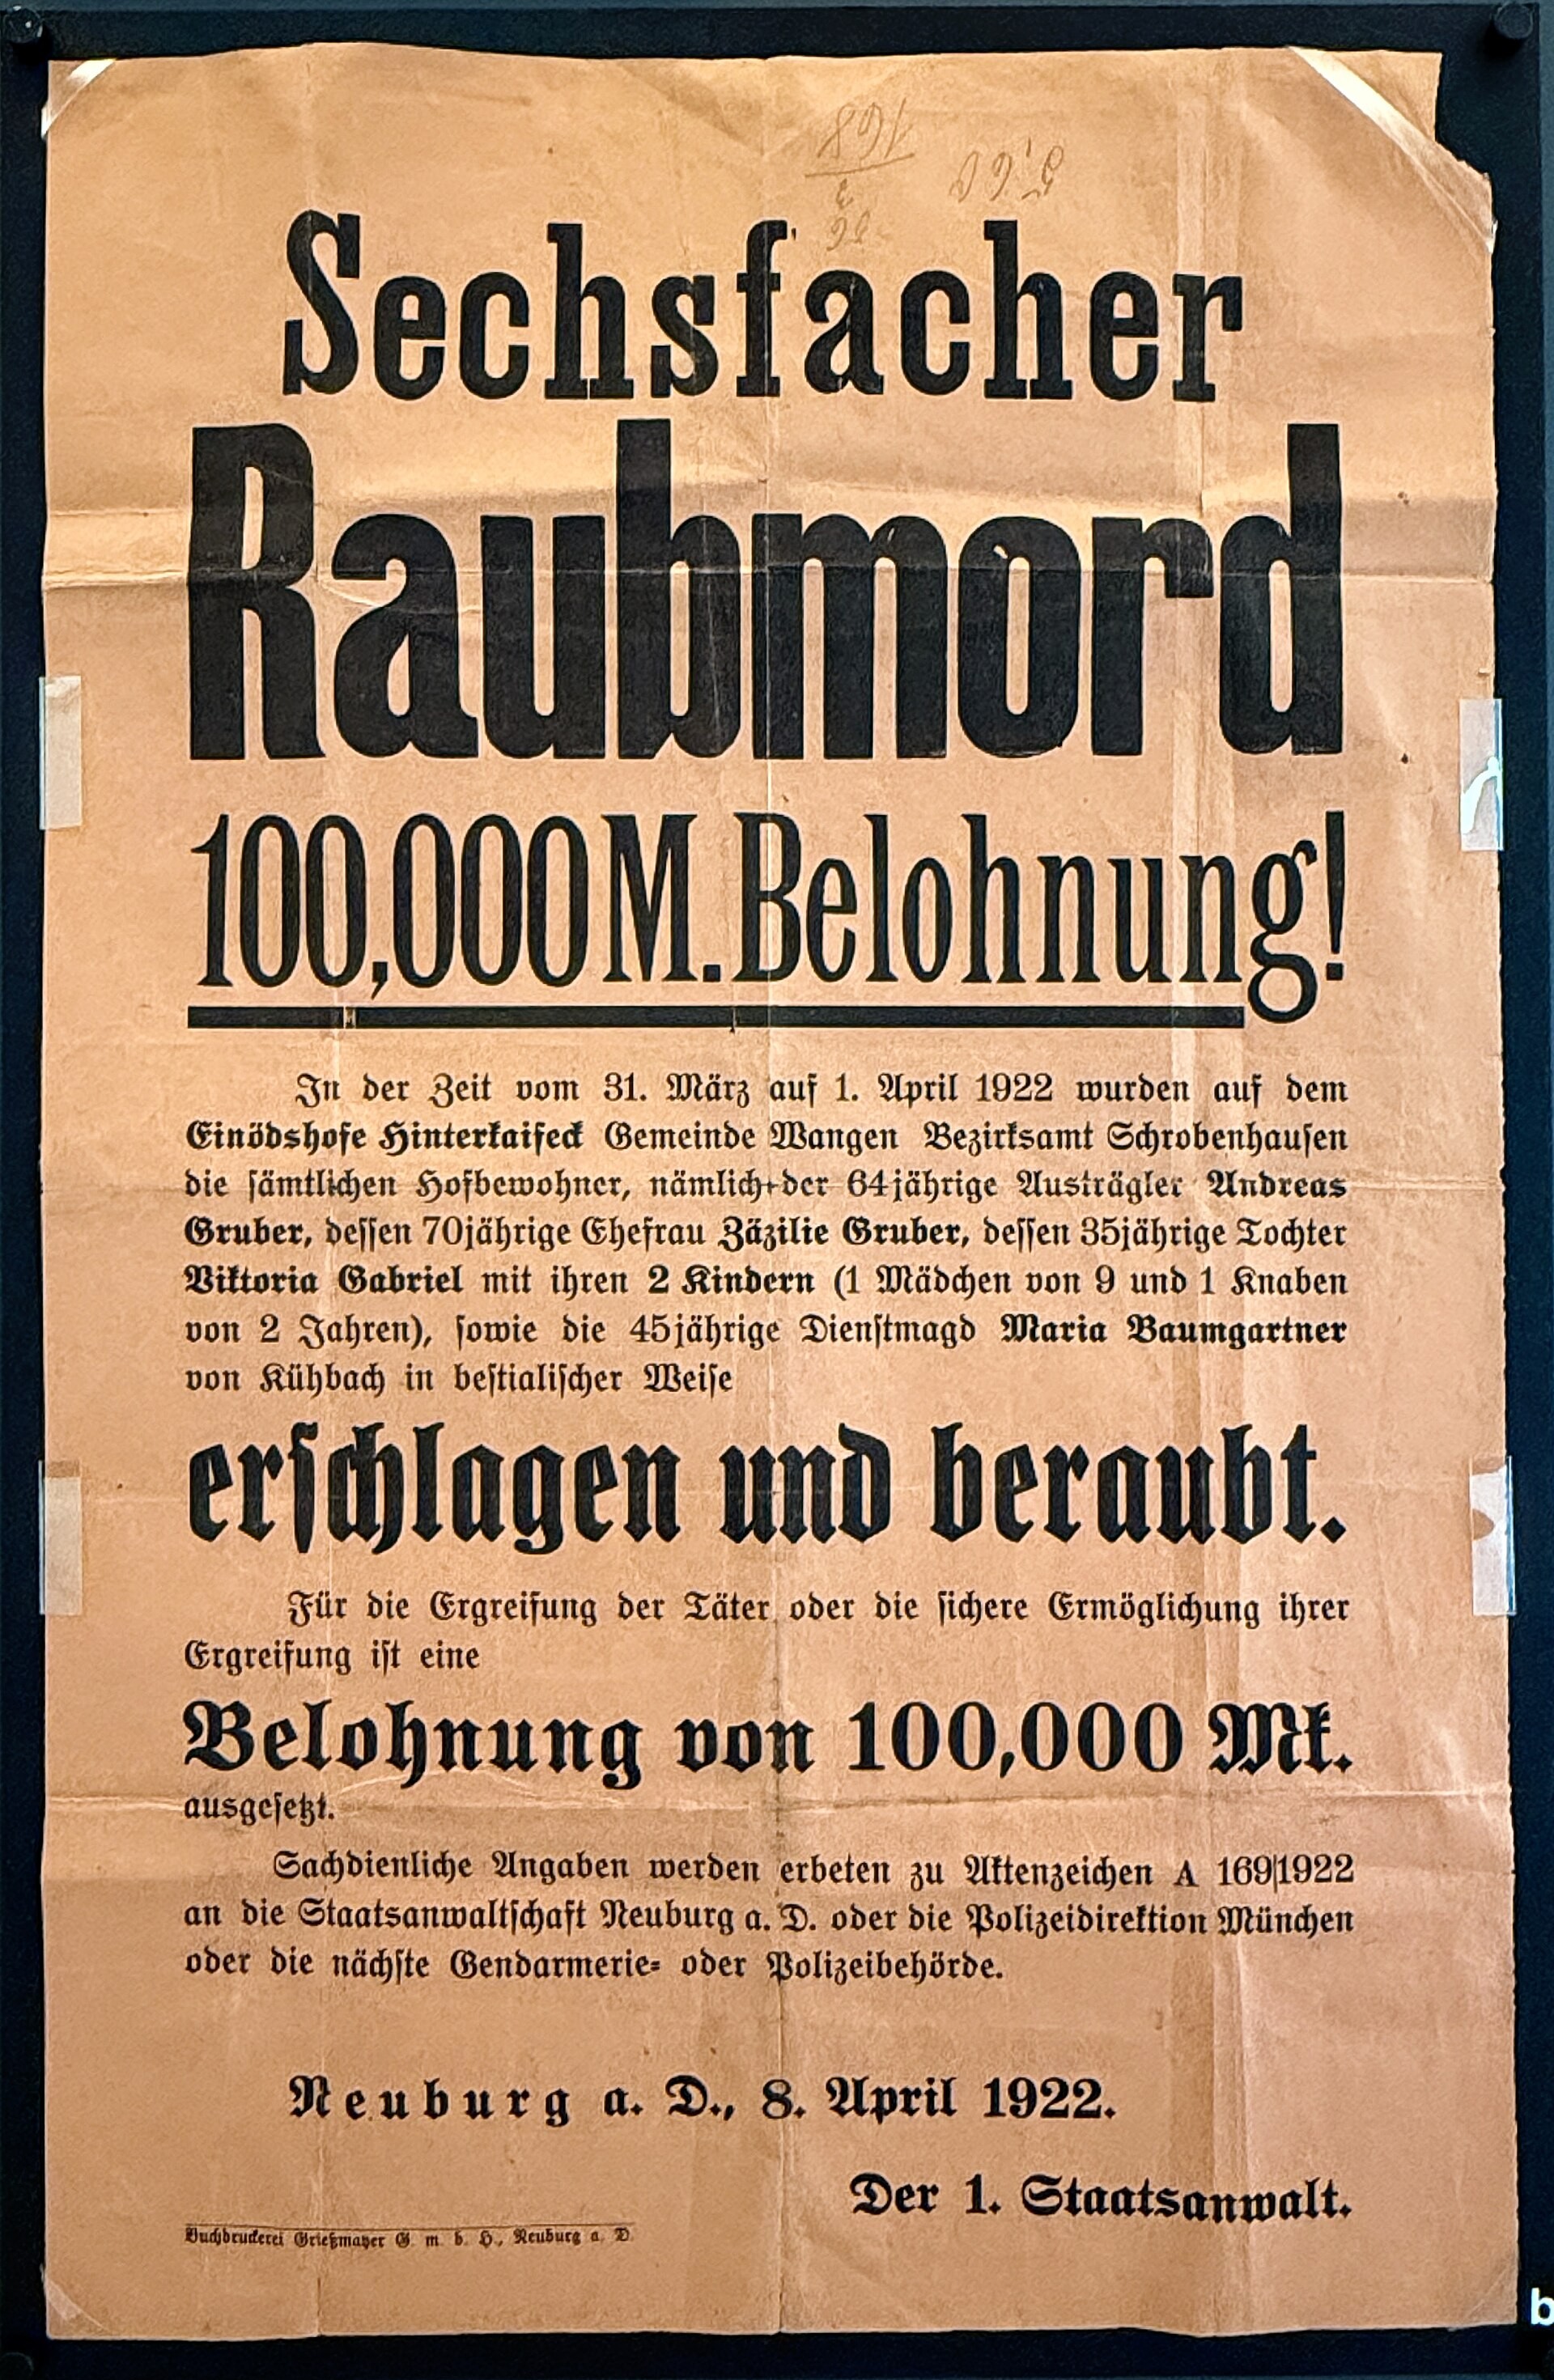 Sechsfacher
Raubmord
100,000 M. Belohnung!
In der Zeit vom 31. März auf 1. April 1922 wurden auf dem
Einödshofe Hinterkaifeck Gemeinde Wangen Bezirksamt Schrobenhausen
die sämtlichen Hofbewohner, nämlich der 64jährige Austrägler Andreas
Gruber, dessen 70jährige Ehefrau Zäzilie Gruber, dessen 35jährige Tochter
Viktoria Gabriel mit ihren 2 Kindern (1 Mädchen von 9 und 1 Knaben
von 2 Jahren), sowie die 45jährige Dienstmagd Maria Baumgartner
von Kühbach in bestialischer Weise
erschlagen und beraubt.
Für die Ergreifung der Täter oder die sichere Ermöglichung ihrer
Ergreifung ist eine
Belohnung von 100,000 Mk.
ausgesetzt.
Sachdienliche Angaben werden erbeten zu Aktenzeichen A 169|1922
an die Staatsanwaltschaft Neuburg a. D. oder die Polizeidirektion München
oder die nächste Gendarmerie= oder Polizeibehörde.
Neuburg a. D., 8. April 1922.
Der 1. Staatsanwalt.
Buchdruckerei Grießmayer G. m. b. H., Neuburg a. D.
b